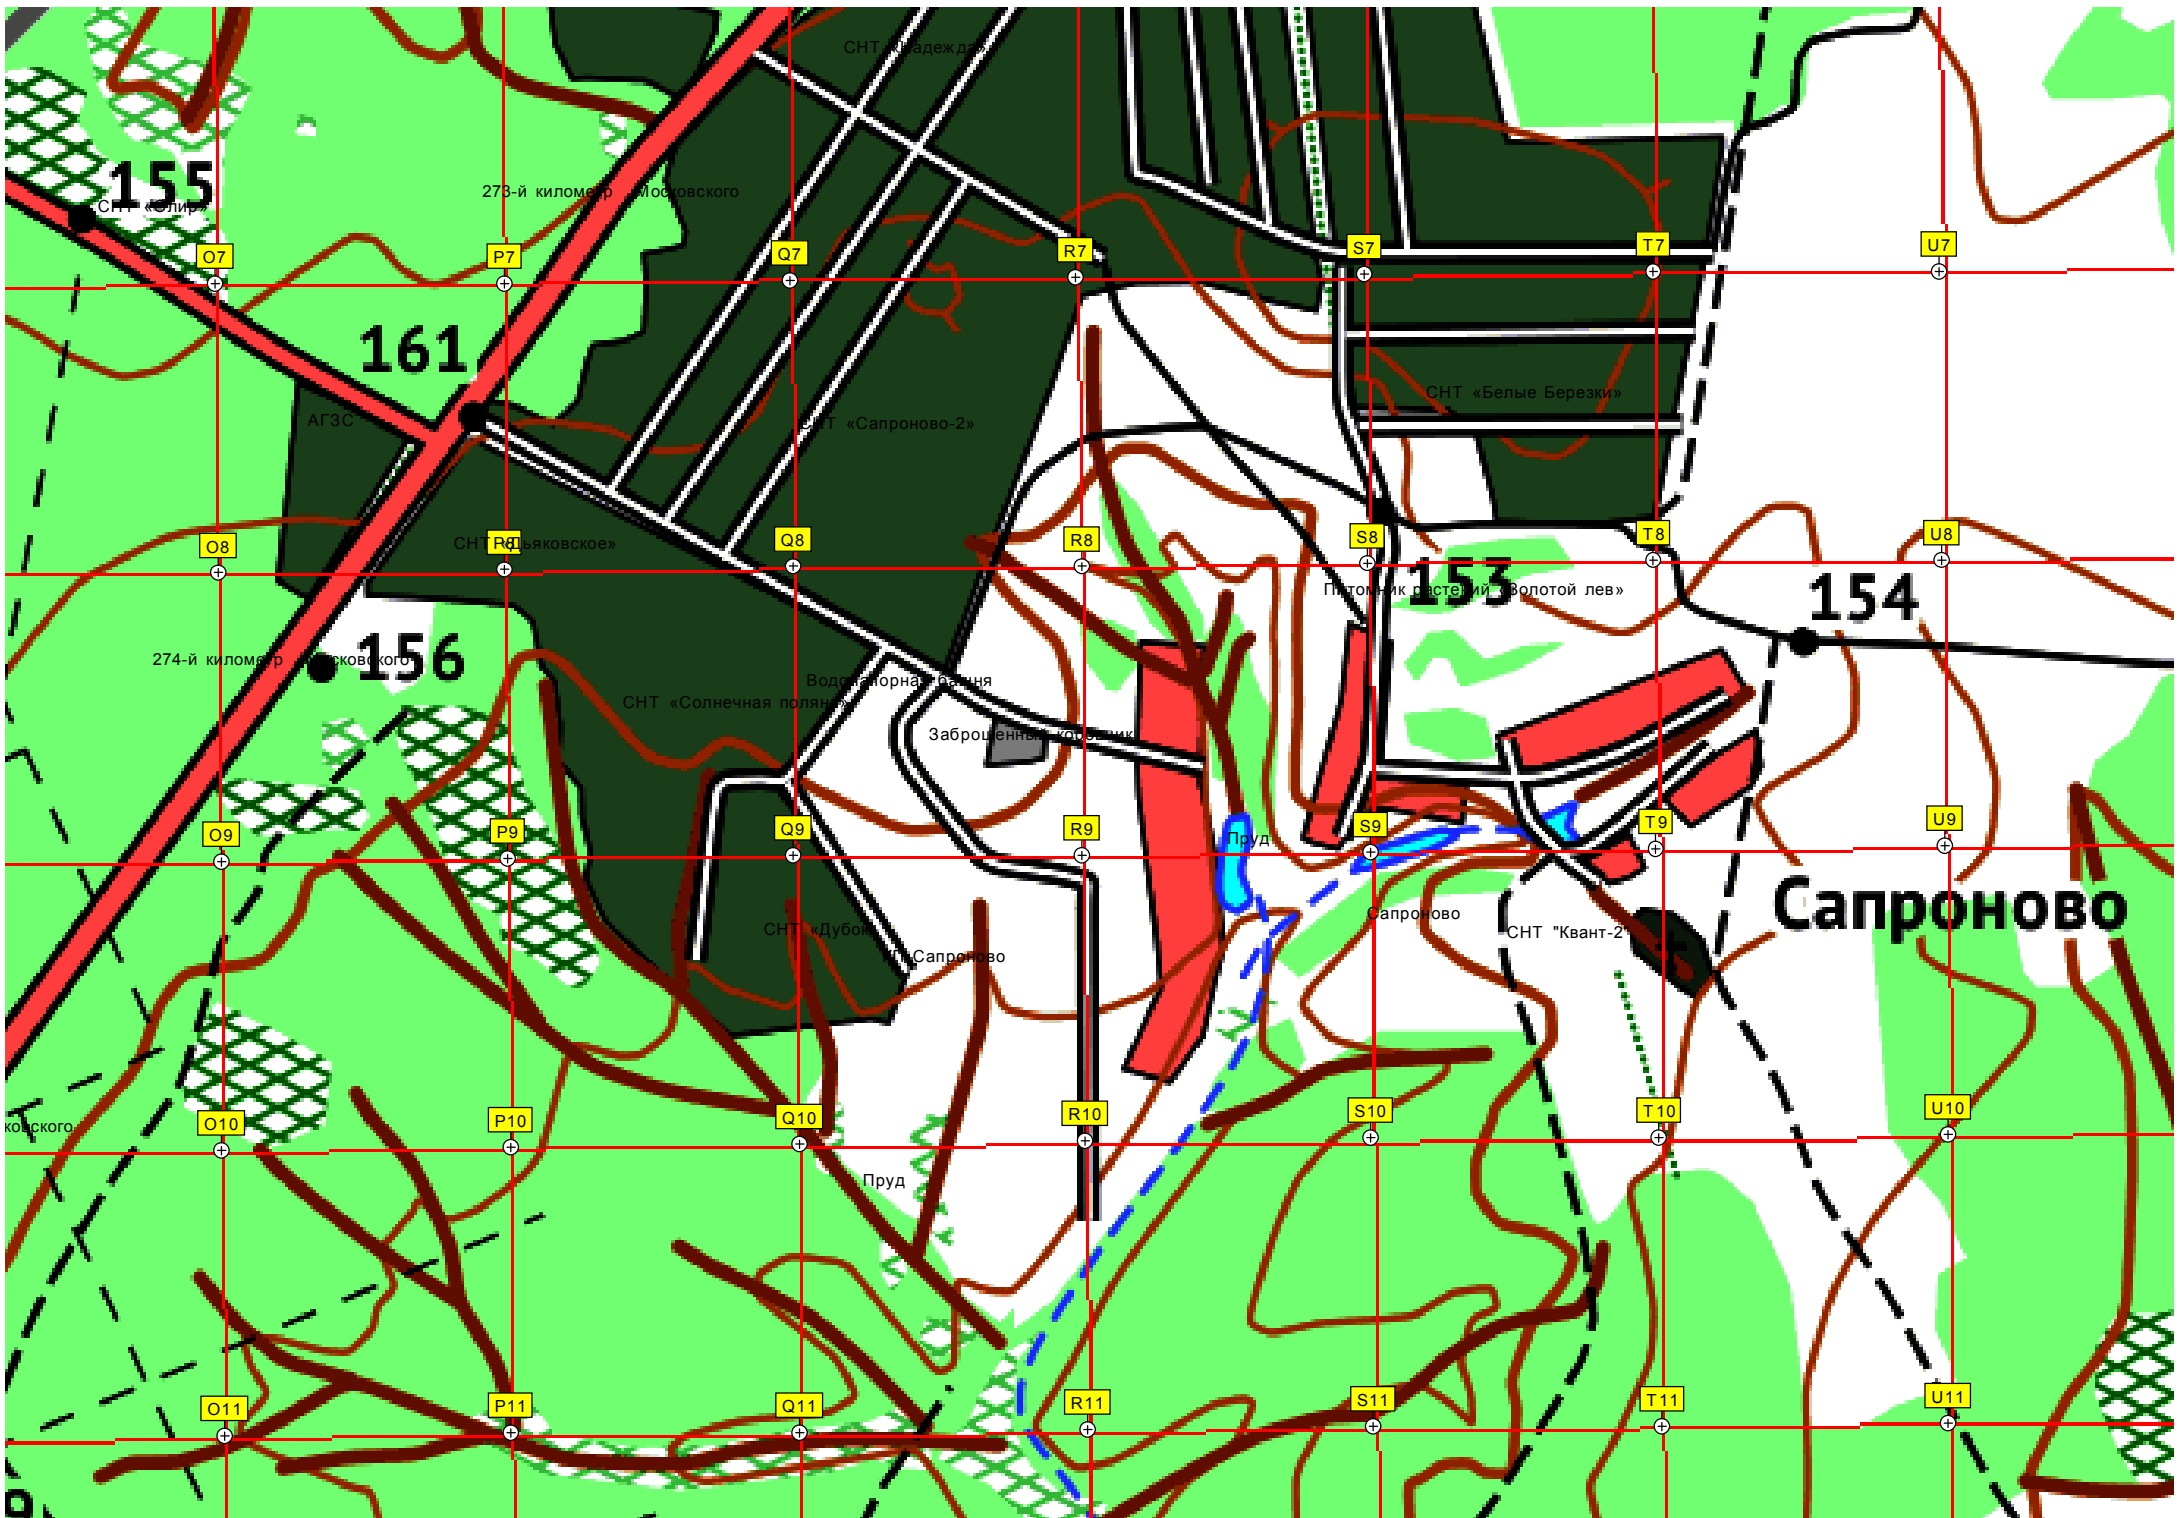 СНТ «Надежда»
155
СНТ «Олир»
273-й километр Московского
O7
P7
Q7
R7
S7
T7
U7
161
АГЗС
СНТ «Сапроново-2»
СНТ «Белые Березки»
O8
СНТ «Дьяковское»
Q8
R8
S8
T8
U8
153
Питомник растений «Золотой лев»
154
274-й километр Московского
156
Водонапорная башня
СНТ «Солнечная поляна»
Заброшенный коровник
O9
P9
Q9
R9
Пруд
S9
T9
U9
Сапроново
Сапроново
СНТ "Квант-2"
СНТ «Дубок»
Сапроново
O10
P10
Q10
R10
S10
T10
U10
ковского
Пруд
O11
P11
Q11
R11
S11
T11
U11